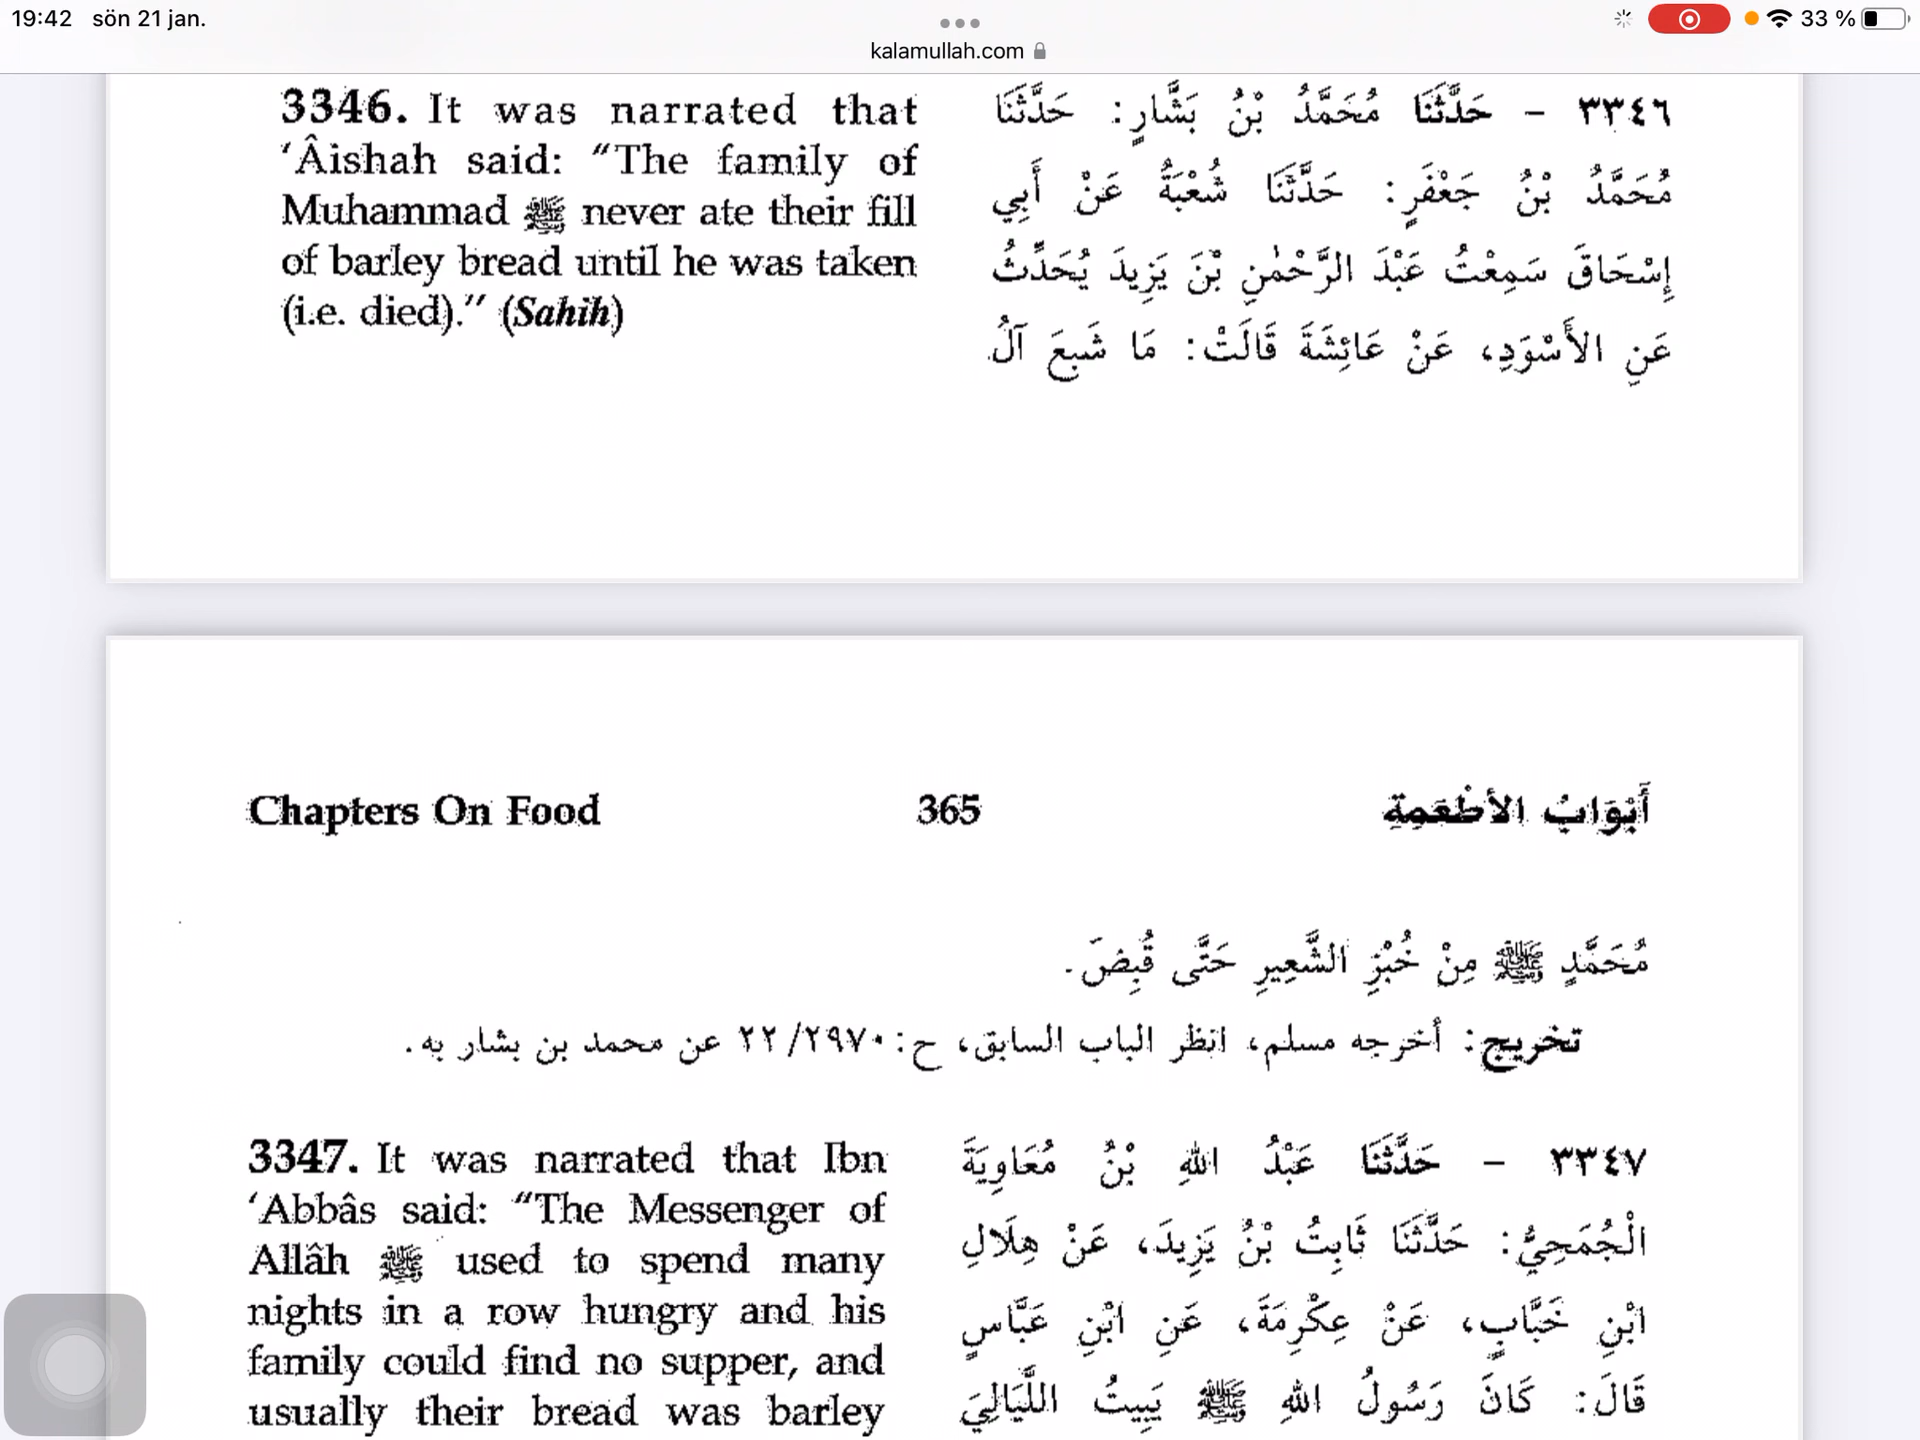 19:42 sön 21 jan.
33 %
kalamullah.com
3346. It was narrated that
‘Âishah said: “The family of
Muhammad ﷺ never ate their fill
of barley bread until he was taken
(i.e. died).” (Sahih)
٣٣٤٦ - حَدَّثَنَا مُحَمَّدُ بْنُ بَشَّارٍ: حَدَّثَنَا
مُحَمَّدُ بْنُ جَعْفَرٍ: حَدَّثَنَا شُعْبَةُ عَنْ أَبِي
إِسْحَاقَ سَمِعْتُ عَبْدَ الرَّحْمٰنِ بْنَ يَزِيدَ يُحَدِّثُ
عَنِ الأَسْوَدِ، عَنْ عَائِشَةَ قَالَتْ: مَا شَبِعَ آلُ
Chapters On Food 365 أَبْوَابُ الأَطْعَمِةِ
مُحَمَّدٍ ﷺ مِنْ خُبْزِ الشَّعِيرِ حَتَّى قُبِضَ.
تخريج: أخرجه مسلم، انظر الباب السابق، ح: ٢٢/٢٩٧٠ عن محمد بن بشار به.
3347. It was narrated that Ibn
‘Abbâs said: “The Messenger of
Allâh ﷺ used to spend many
nights in a row hungry and his
family could find no supper, and
usually their bread was barley
٣٣٤٧ - حَدَّثَنَا عَبْدُ اللهِ بْنُ مُعَاوِيَةَ
الْجُمَحِيُّ: حَدَّثَنَا ثَابِتُ بْنُ يَزِيدَ، عَنْ هِلَالِ
ابْنِ خَبَّابٍ، عَنْ عِكْرِمَةَ، عَنِ ابْنِ عَبَّاسٍ
قَالَ: كَانَ رَسُولُ اللهِ ﷺ يَبِيتُ اللَّيَالِيَ